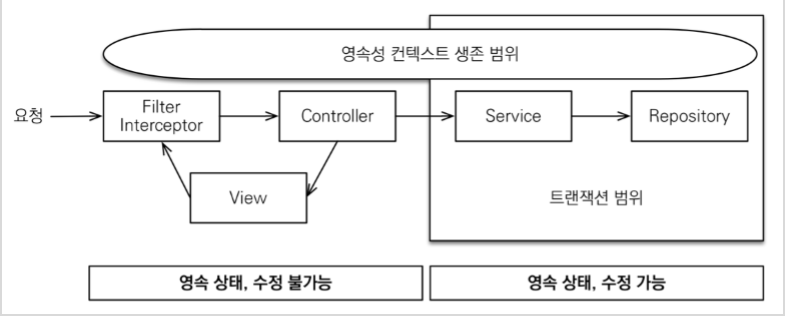 영속성 컨텍스트 생존 범위
요청
Filter
Interceptor
Controller
Service
Repository
View
트랜잭션 범위
영속 상태, 수정 불가능
영속 상태, 수정 가능